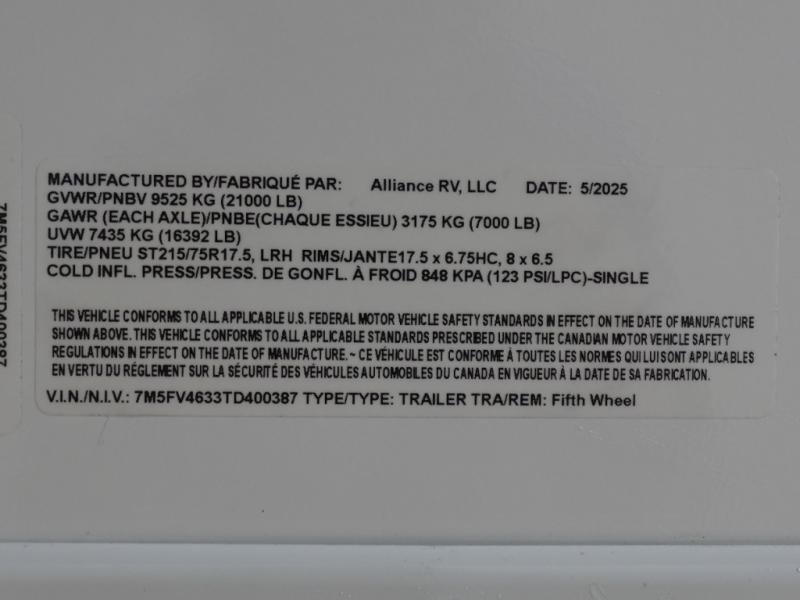 MANUFACTURED BY/FABRIQUÉ PAR: Alliance RV, LLC DATE: 5/2025
GVWR/PNBV 9525 KG (21000 LB)
GAWR (EACH AXLE)/PNBE(CHAQUE ESSIEU) 3175 KG (7000 LB)
UVW 7435 KG (16392 LB)
TIRE/PNEU ST215/75R17.5, LRH RIMS/JANTE17.5 x 6.75HC, 8 x 6.5
COLD INFL. PRESS/PRESS. DE GONFL. À FROID 848 KPA (123 PSI/LPC)-SINGLE
THIS VEHICLE CONFORMS TO ALL APPLICABLE U.S. FEDERAL MOTOR VEHICLE SAFETY STANDARDS IN EFFECT ON THE DATE OF MANUFACTURE
SHOWN ABOVE. THIS VEHICLE CONFORMS TO ALL APPLICABLE STANDARDS PRESCRIBED UNDER THE CANADIAN MOTOR VEHICLE SAFETY
REGULATIONS IN EFFECT ON THE DATE OF MANUFACTURE. ~ CE VÉHICULE EST CONFORME À TOUTES LES NORMES QUI LUI SONT APPLICABLES
EN VERTU DU RÉGLEMENT SUR LA SÉCURITÉ DES VÉHICULES AUTOMOBILES DU CANADA EN VIGUEUR À LA DATE DE SA FABRICATION.
V.I.N./N.I.V.: 7M5FV4633TD400387 TYPE/TYPE: TRAILER TRA/REM: Fifth Wheel
7M5FV4633TD400387